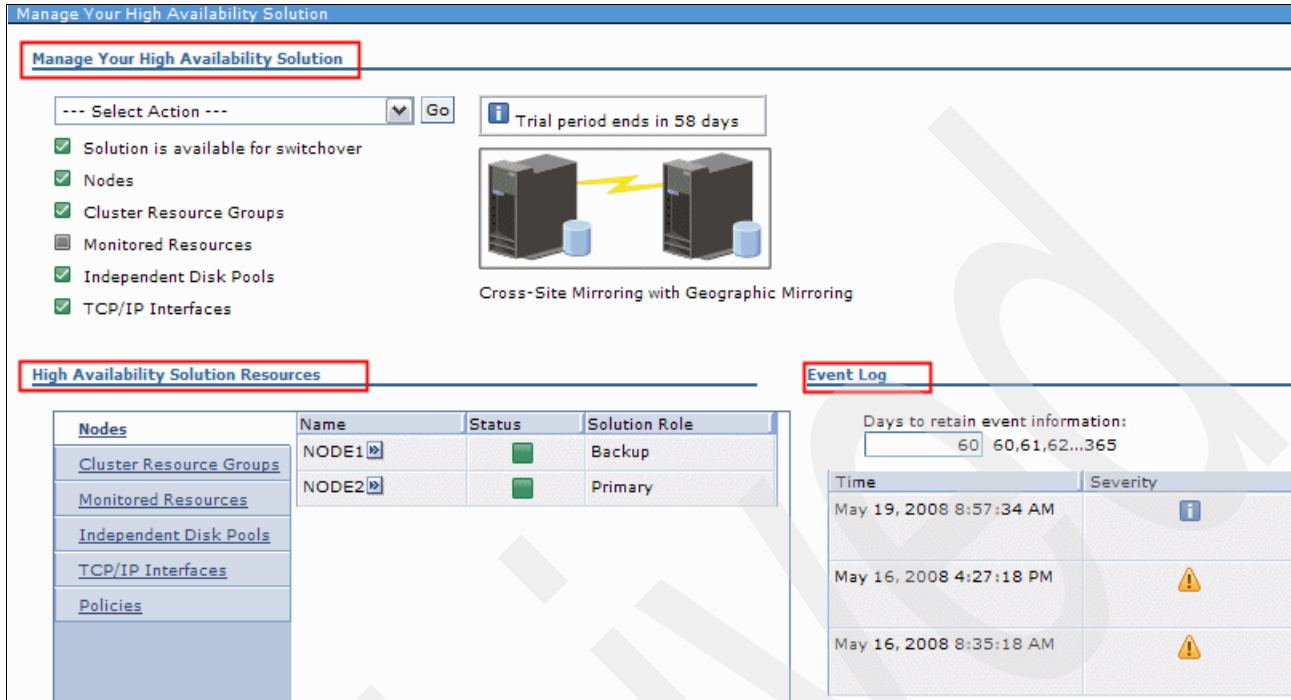 Manage Your High Availability Solution
Manage Your High Availability Solution
--- Select Action ---
Go
Trial period ends in 58 days
Solution is available for switchover
Nodes
Cluster Resource Groups
Monitored Resources
Independent Disk Pools
TCP/IP Interfaces
Cross-Site Mirroring with Geographic Mirroring
High Availability Solution Resources
Nodes
Cluster Resource Groups
Monitored Resources
Independent Disk Pools
TCP/IP Interfaces
Policies
Name Status Solution Role
NODE1 Backup
NODE2 Primary
Event Log
Days to retain event information:
60 60,61,62...365
Time Severity
May 19, 2008 8:57:34 AM
May 16, 2008 4:27:18 PM
May 16, 2008 8:35:18 AM